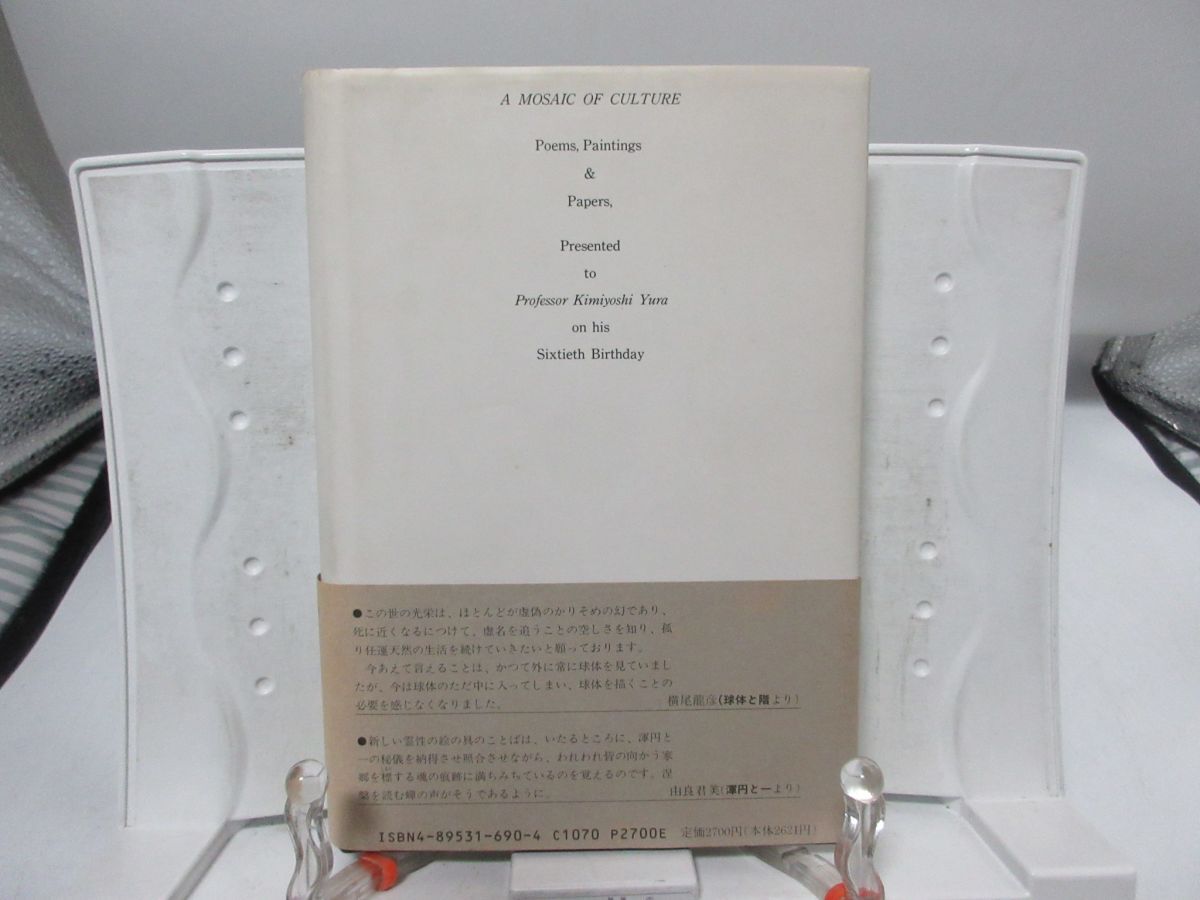 A MOSAIC OF CULTURE
Poems, Paintings
&
Papers,
Presented
to
Professor Kimiyoshi Yura
on his
Sixtieth Birthday
●この世の光栄は、ほとんどが虚偽のかりそめの幻であり、
死に近くなるにつけて、虚名を追うことの空しさを知り、孤
り任運天然の生活を続けていきたいと願っております。
今あえて言えることは、かつて外に常に球体を見ていまし
たが、今は球体のただ中に入ってしまい、球体を描くことの
必要を感じなくなりました。 横尾龍彦(球体と階より)
●新しい霊性の絵の具のことばは、いたるところに、渾円と
一の秘儀を納得させ照合させながら、われわれ皆の向かう家
郷を標する魂の痕跡に満ちみちているのを覚えるのです。涅
槃を読む蟬の声がそうであるように。 由良君美(渾円と一より)
ISBN4-89531-690-4 C1070 P2700E 定価2700円(本体2621円)